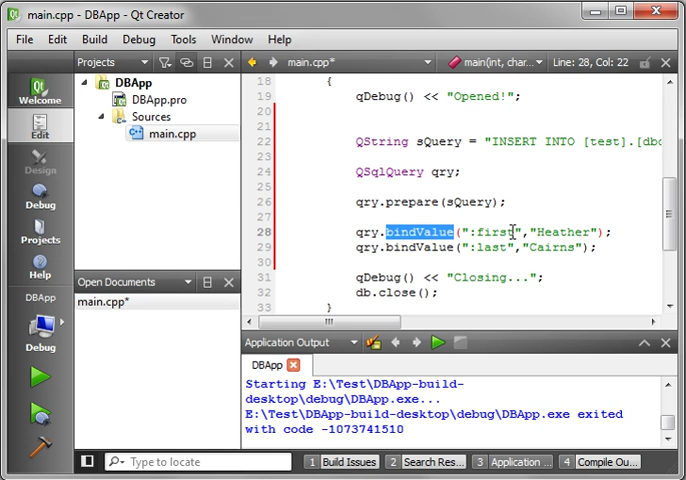 main.cpp - DBApp - Qt Creator
File Edit Build Debug Tools Window Help
Projects main.cpp* main(int, char... Line: 28, Col: 22
Qt
Welcome
Edit
Design
Debug
Projects
Help
DBApp
Debug
DBApp
DBApp.pro
Sources
main.cpp
Open Documents
main.cpp*
18 {
19 qDebug() << "Opened!";
20
21
22 QString sQuery = "INSERT INTO [test].[dbo
23
24 QSqlQuery qry;
25
26 qry.prepare(sQuery);
27
28 qry.bindValue(":first","Heather");
29 qry.bindValue(":last","Cairns");
30
31 qDebug() << "Closing...";
32 db.close();
33 }
Application Output
DBApp
Starting E:\Test\DBApp-build-
desktop\debug\DBApp.exe...
E:\Test\DBApp-build-desktop\debug\DBApp.exe exited
with code -1073741510
Type to locate 1 Build Issues 2 Search Res... 3 Application ... 4 Compile Ou...